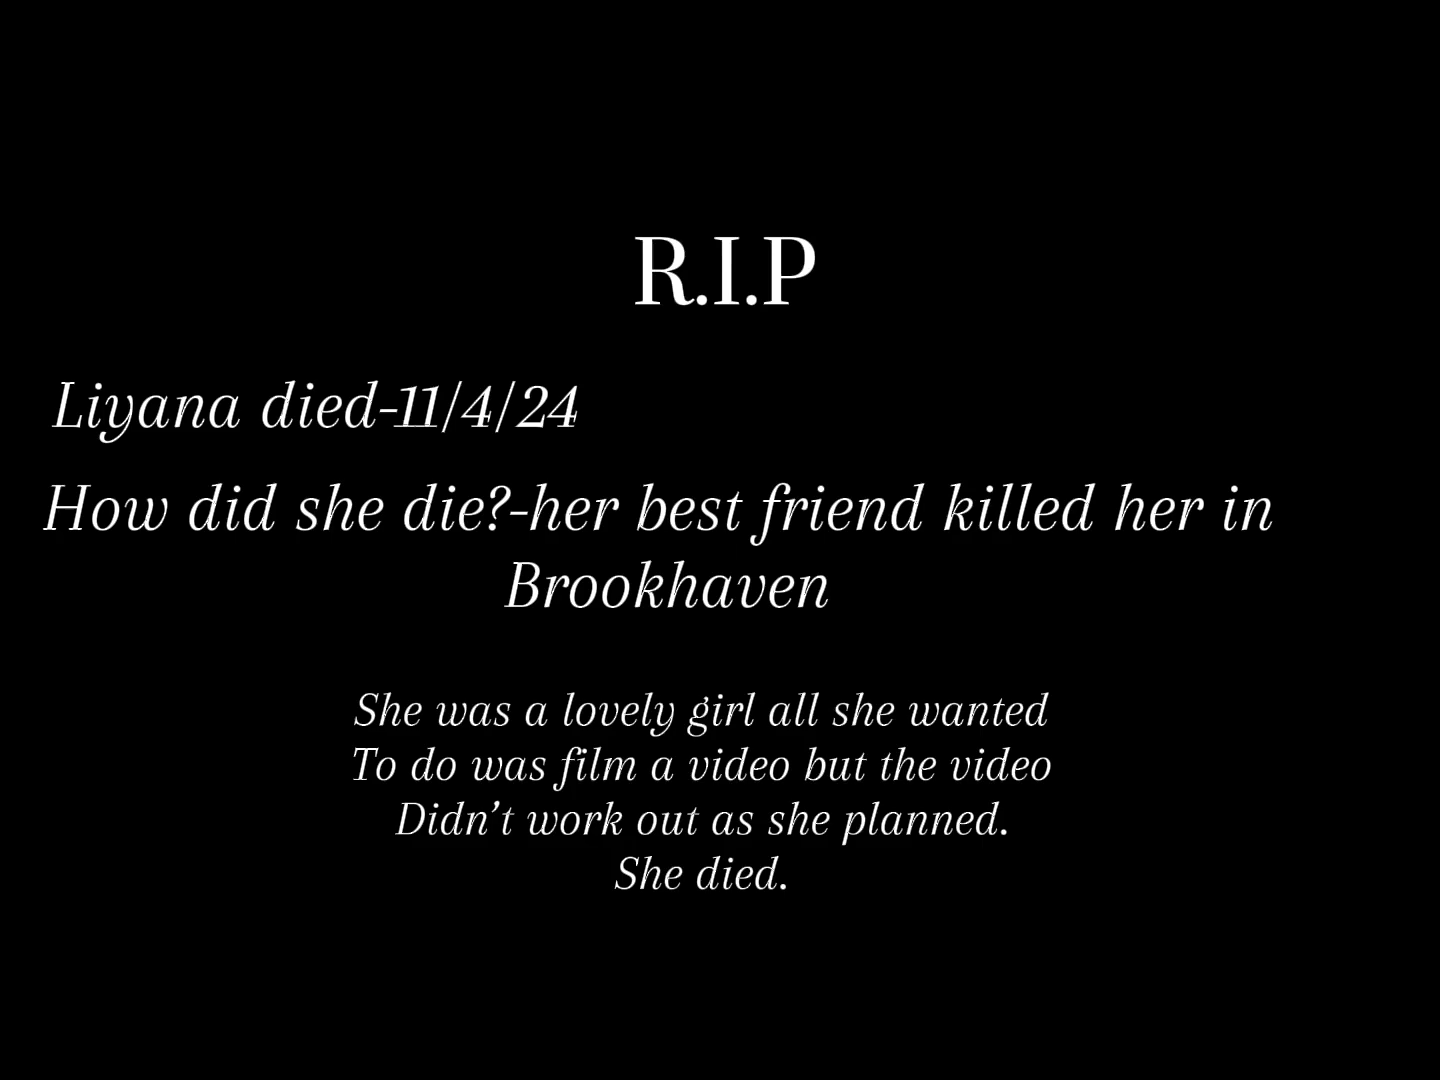 R.I.P
Liyana died-11/4/24
How did she die?-her best friend killed her in
Brookhaven
She was a lovely girl all she wanted
To do was film a video but the video
Didn’t work out as she planned.
She died.